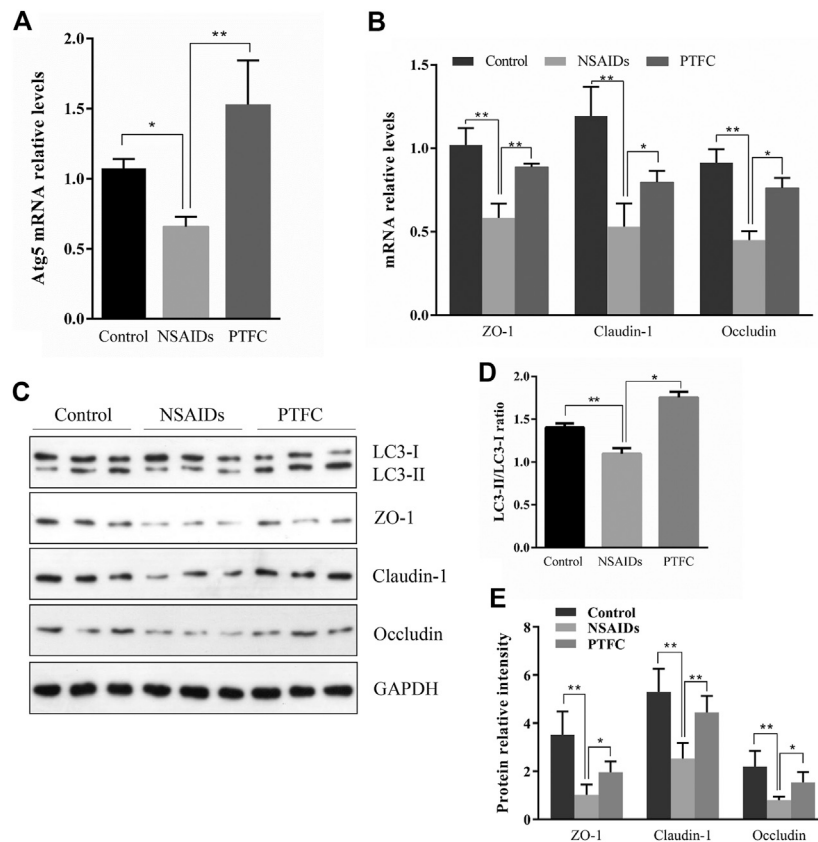 A
Atg5 mRNA relative levels
2.0
1.5
1.0
0.5
0.0
*
**
Control NSAIDs PTFC
B
Control NSAIDs PTFC
mRNA relative levels
1.5
1.0
0.5
0.0
** ** ** * ** *
ZO-1 Claudin-1 Occludin
C
Control NSAIDs PTFC
LC3-I
LC3-II
ZO-1
Claudin-1
Occludin
GAPDH
D
LC3-II/LC3-I ratio
2.0
1.5
1.0
0.5
0.0
** *
Control NSAIDs PTFC
E
Control
NSAIDs
PTFC
Protein relative intensity
8
6
4
2
0
** * ** ** ** *
ZO-1 Claudin-1 Occludin